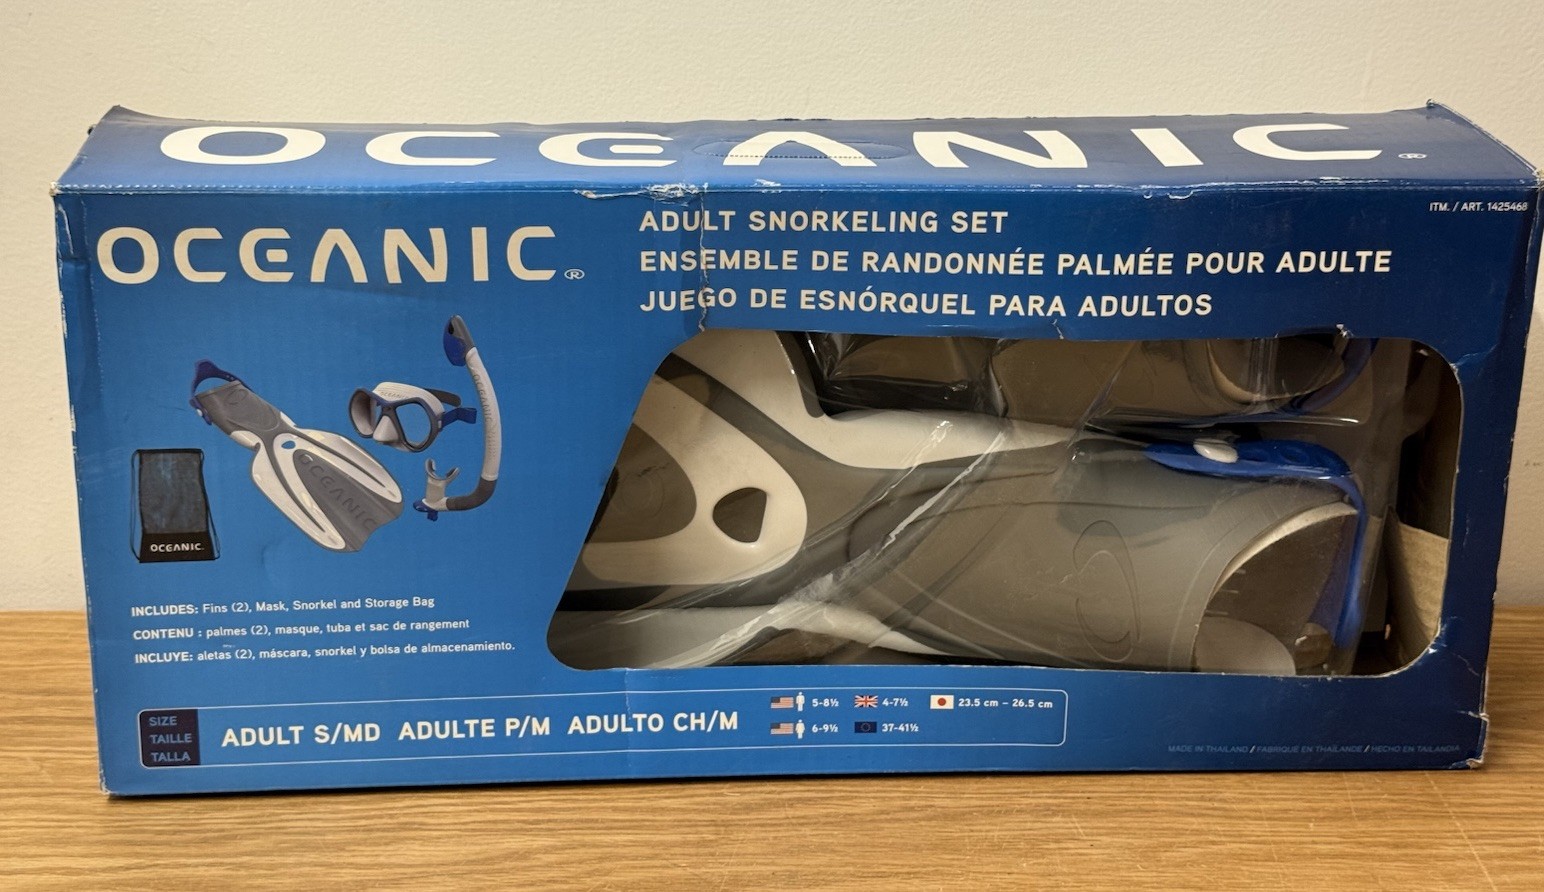 OCEANIC®
OCEANIC®
ADULT SNORKELING SET
ENSEMBLE DE RANDONNÉE PALMÉE POUR ADULTE
JUEGO DE ESNÓRQUEL PARA ADULTOS
ITM. / ART. 1425468
OCEANIC
OCEANIC
OCEANIC
INCLUDES: Fins (2), Mask, Snorkel and Storage Bag
CONTENU : palmes (2), masque, tuba et sac de rangement
INCLUYE: aletas (2), máscara, snorkel y bolsa de almacenamiento.
SIZE
TAILLE
TALLA
ADULT S/MD ADULTE P/M ADULTO CH/M
5-8½ 4-7½ 23.5 cm – 26.5 cm
6-9½ 37-41½
MADE IN THAILAND / FABRIQUÉ EN THAÏLANDE / HECHO EN TAILANDIA